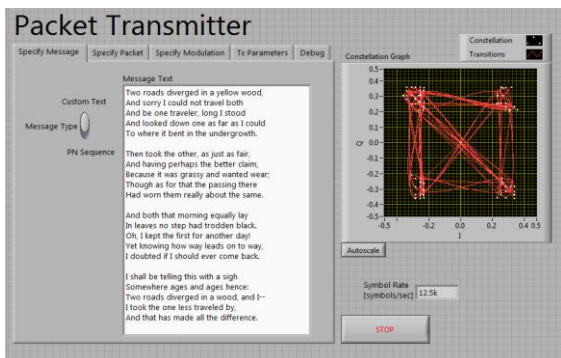 Packet Transmitter
Specify Message
Specify Packet
Specify Modulation
Tx Parameters
Debug
Message Text
Custom Text
Message Type
PN Sequence
Two roads diverged in a yellow wood,
And sorry I could not travel both
And be one traveler, long I stood
And looked down one as far as I could
To where it bent in the undergrowth.
Then took the other, as just as fair,
And having perhaps the better claim,
Because it was grassy and wanted wear;
Though as for that the passing there
Had worn them really about the same.
And both that morning equally lay
In leaves no step had trodden black.
Oh, I kept the first for another day!
Yet knowing how way leads on to way,
I doubted if I should ever come back.
I shall be telling this with a sigh
Somewhere ages and ages hence:
Two roads diverged in a wood, and I--
I took the one less traveled by,
And that has made all the difference.
Constellation Graph
Constellation
Transitions
0.5
0.4
0.3
0.2
0.1
0.0
-0.1
-0.2
-0.3
-0.4
-0.5
Q
-0.5 -0.2 0.0 0.2 0.4 0.5
I
Autoscale
Symbol Rate
[symbols/sec]
12.5k
STOP